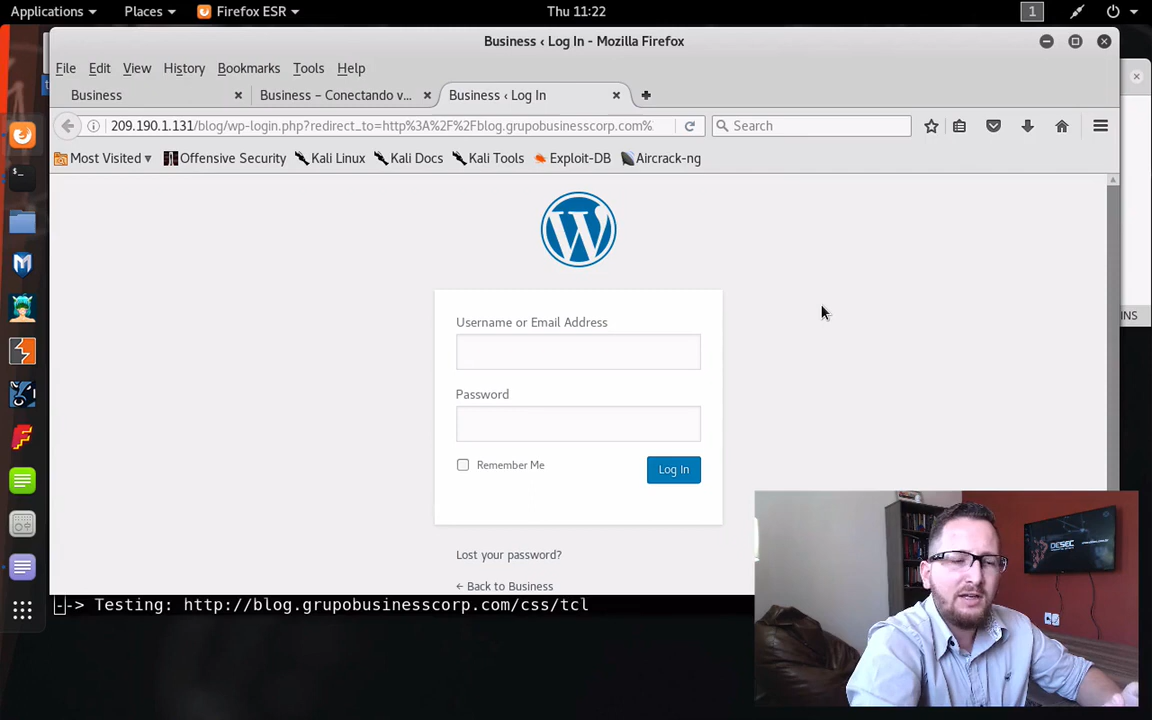 Applications Places Firefox ESR Thu 11:22 1
Business ‹ Log In - Mozilla Firefox
File Edit View History Bookmarks Tools Help
Business Business – Conectando v... Business ‹ Log In
209.190.1.131/blog/wp-login.php?redirect_to=http%3A%2F%2Fblog.grupobusinesscorp.com%. Search
Most Visited Offensive Security Kali Linux Kali Docs Kali Tools Exploit-DB Aircrack-ng
Username or Email Address
INS
Password
Remember Me Log In
DESEC
Lost your password?
← Back to Business
--> Testing: http://blog.grupobusinesscorp.com/css/tcl